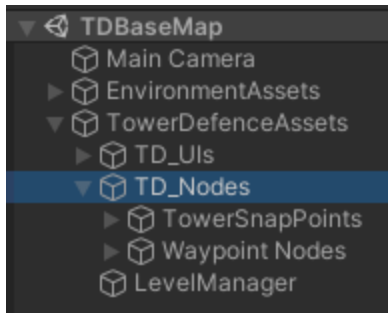 TDBaseMap
Main Camera
EnvironmentAssets
TowerDefenceAssets
TD_UIs
TD_Nodes
TowerSnapPoints
Waypoint Nodes
LevelManager